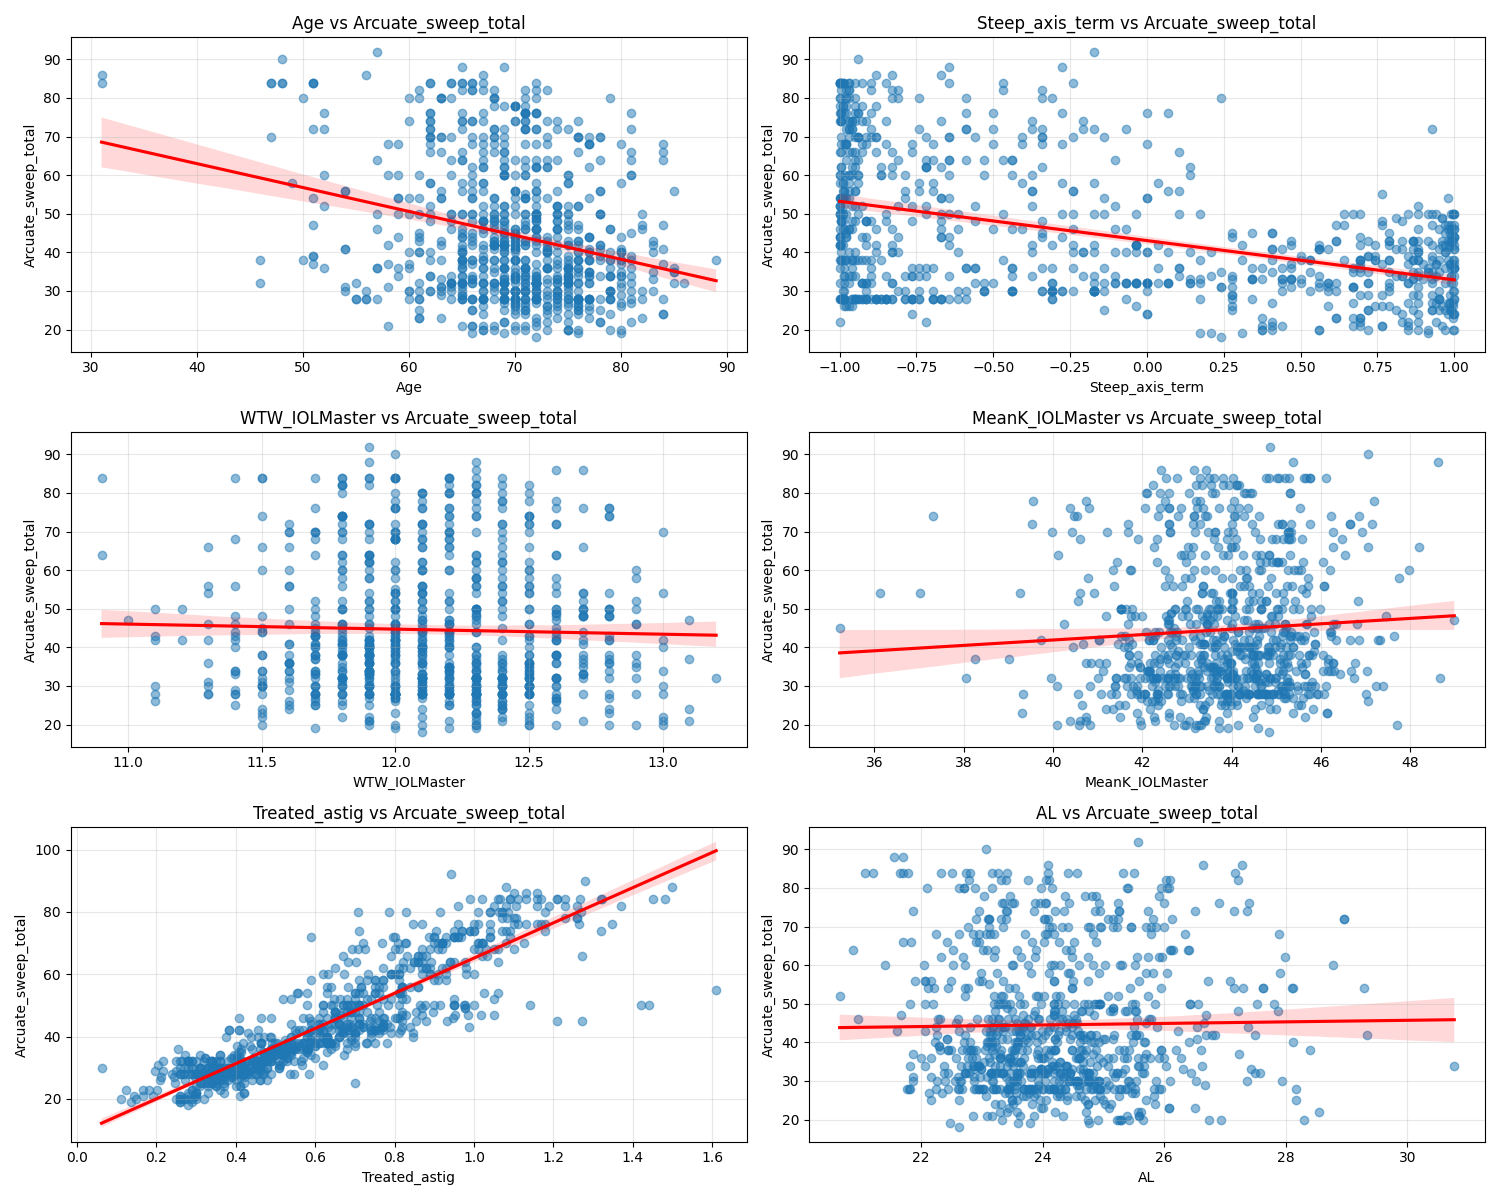 Age vs Arcuate_sweep_total
Arcuate_sweep_total
90
80
70
60
50
40
30
20
30 40 50 60 70 80 90
Age
Steep_axis_term vs Arcuate_sweep_total
Arcuate_sweep_total
90
80
70
60
50
40
30
20
−1.00 −0.75 −0.50 −0.25 0.00 0.25 0.50 0.75 1.00
Steep_axis_term
WTW_IOLMaster vs Arcuate_sweep_total
Arcuate_sweep_total
90
80
70
60
50
40
30
20
11.0 11.5 12.0 12.5 13.0
WTW_IOLMaster
MeanK_IOLMaster vs Arcuate_sweep_total
Arcuate_sweep_total
90
80
70
60
50
40
30
20
36 38 40 42 44 46 48
MeanK_IOLMaster
Treated_astig vs Arcuate_sweep_total
Arcuate_sweep_total
100
80
60
40
20
0.0 0.2 0.4 0.6 0.8 1.0 1.2 1.4 1.6
Treated_astig
AL vs Arcuate_sweep_total
Arcuate_sweep_total
90
80
70
60
50
40
30
20
22 24 26 28 30
AL